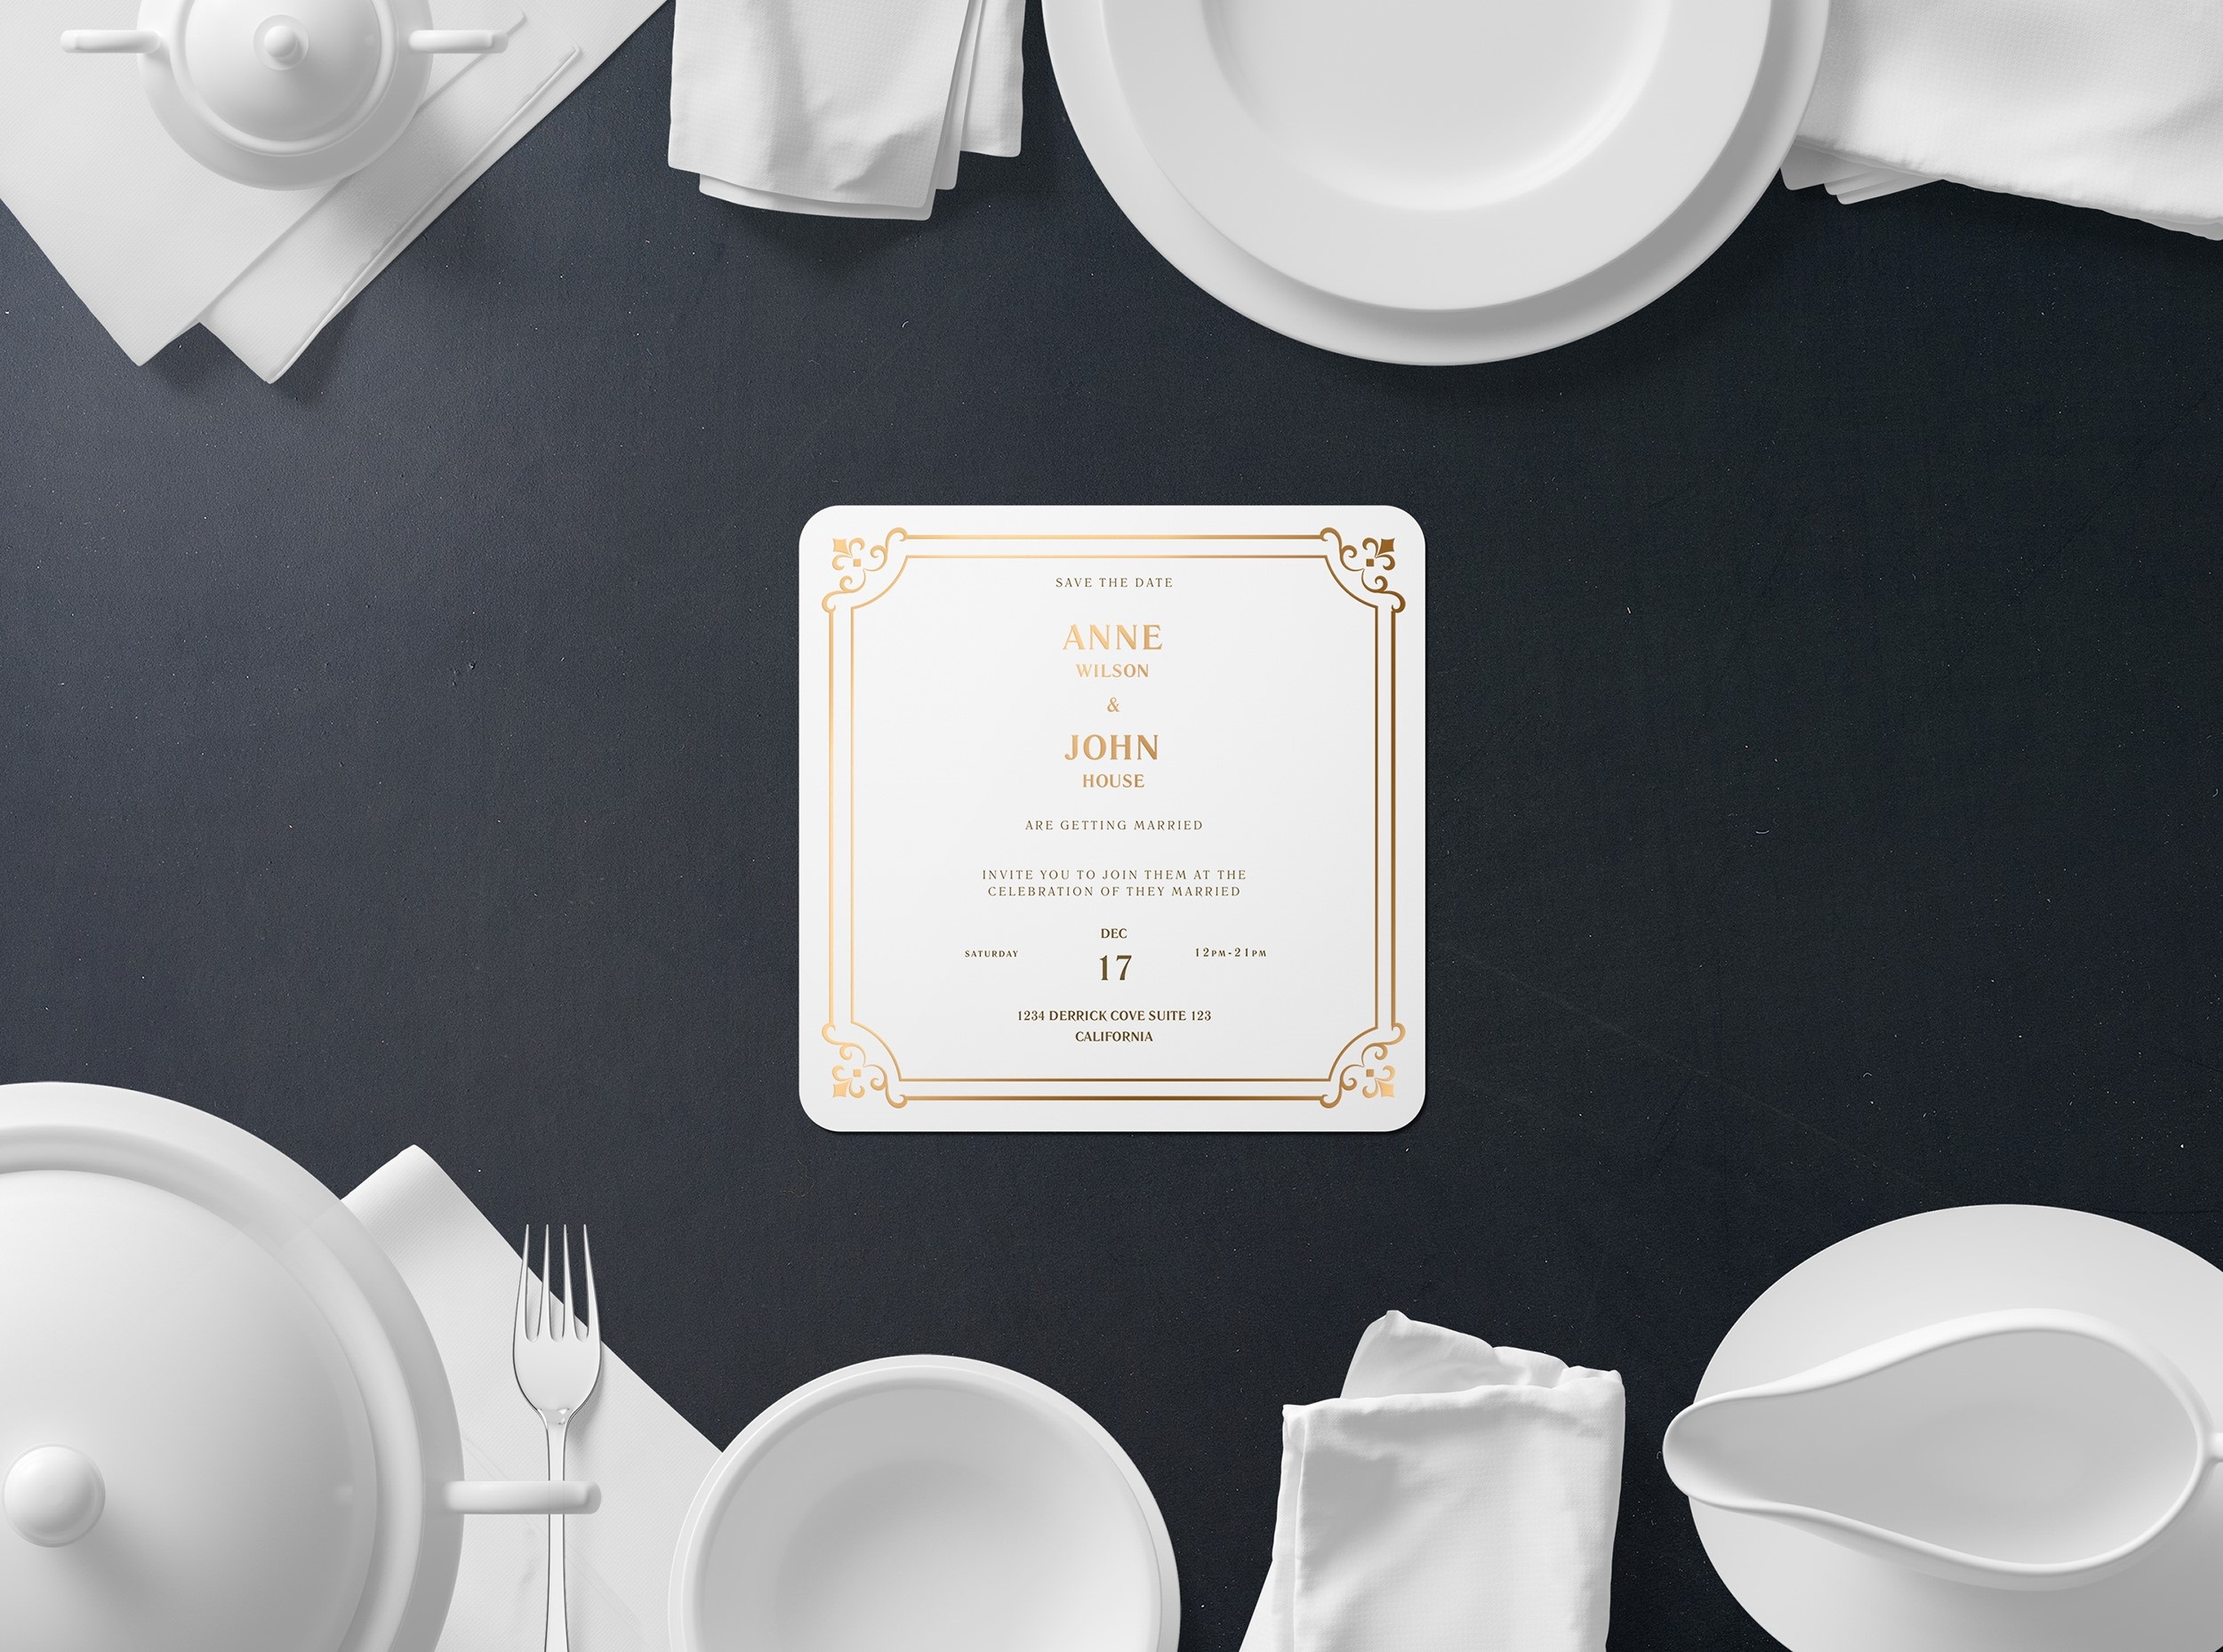 SAVE THE DATE
ANNE
WILSON
&
JOHN
HOUSE
ARE GETTING MARRIED
INVITE YOU TO JOIN THEM AT THE
CELEBRATION OF THEY MARRIED
DEC
SATURDAY 17 12PM-21PM
1234 DERRICK COVE SUITE 123
CALIFORNIA